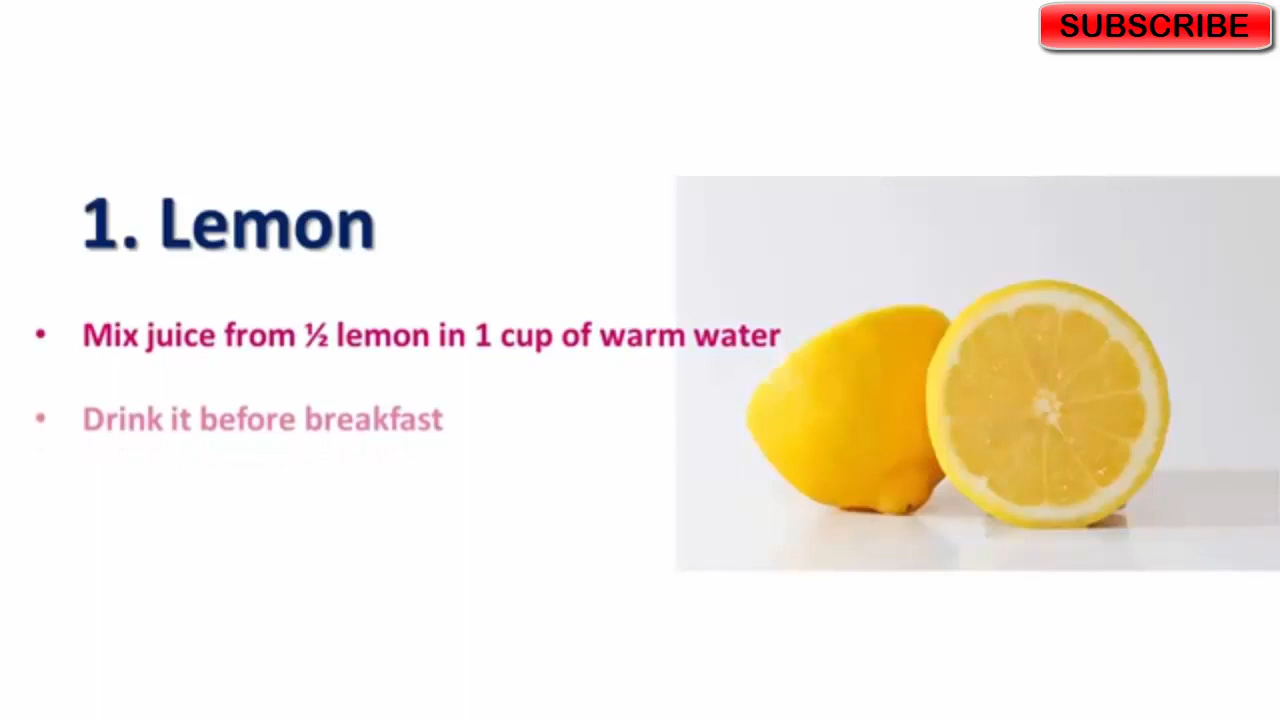 SUBSCRIBE
1. Lemon
• Mix juice from ½ lemon in 1 cup of warm water
• Drink it before breakfast